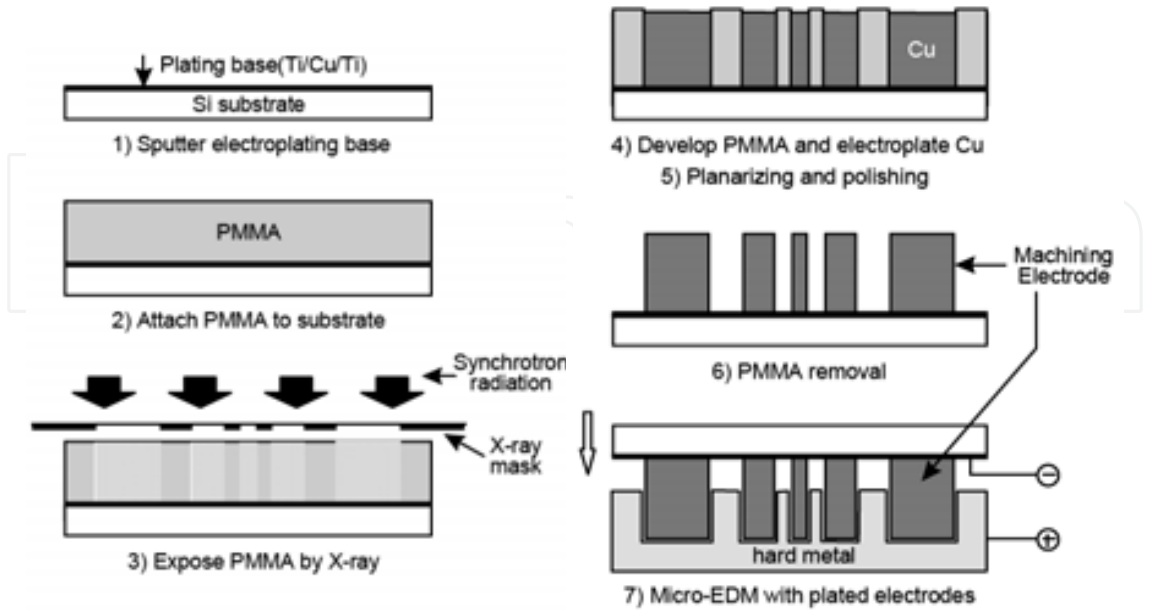 Plating base(Ti/Cu/Ti)
Si substrate
1) Sputter electroplating base
PMMA
2) Attach PMMA to substrate
Synchrotron
radiation
X-ray
mask
3) Expose PMMA by X-ray
Cu
4) Develop PMMA and electroplate Cu
5) Planarizing and polishing
Machining
Electrode
6) PMMA removal
−
+
hard metal
7) Micro-EDM with plated electrodes